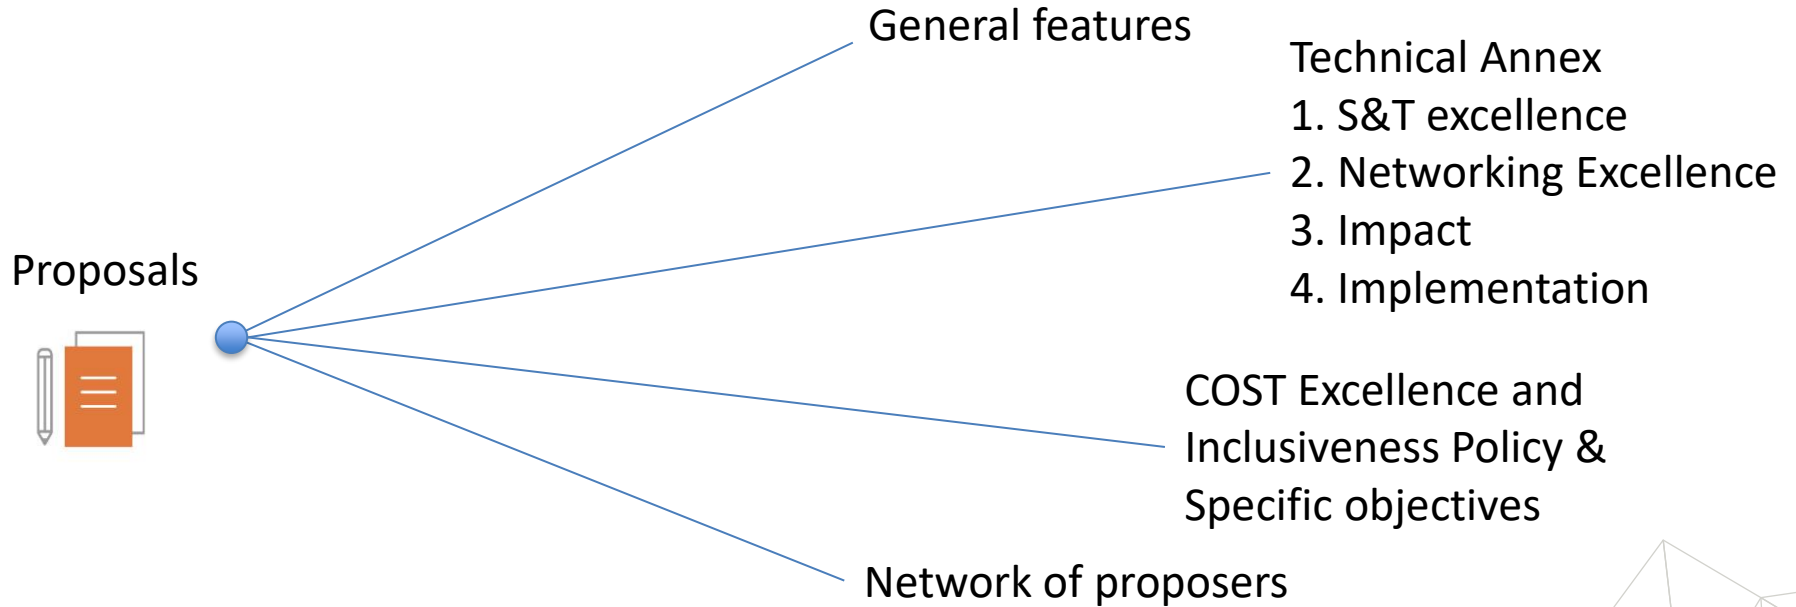 General features
Technical Annex
1. S&T excellence
2. Networking Excellence
3. Impact
4. Implementation
Proposals
COST Excellence and
Inclusiveness Policy &
Specific objectives
Network of proposers